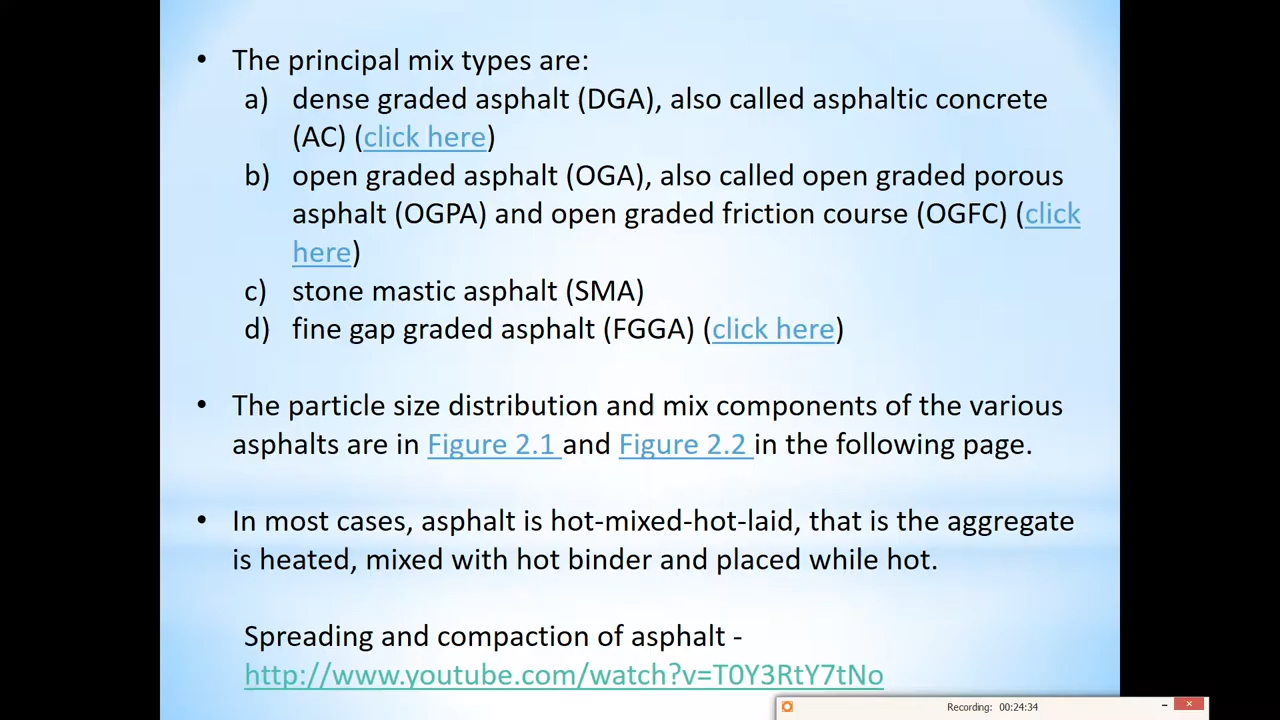 • The principal mix types are:
a) dense graded asphalt (DGA), also called asphaltic concrete
(AC) (click here)
b) open graded asphalt (OGA), also called open graded porous
asphalt (OGPA) and open graded friction course (OGFC) (click
here)
c) stone mastic asphalt (SMA)
d) fine gap graded asphalt (FGGA) (click here)
• The particle size distribution and mix components of the various
asphalts are in Figure 2.1 and Figure 2.2 in the following page.
• In most cases, asphalt is hot-mixed-hot-laid, that is the aggregate
is heated, mixed with hot binder and placed while hot.
Spreading and compaction of asphalt -
http://www.youtube.com/watch?v=T0Y3RtY7tNo
Recording: 00:24:34